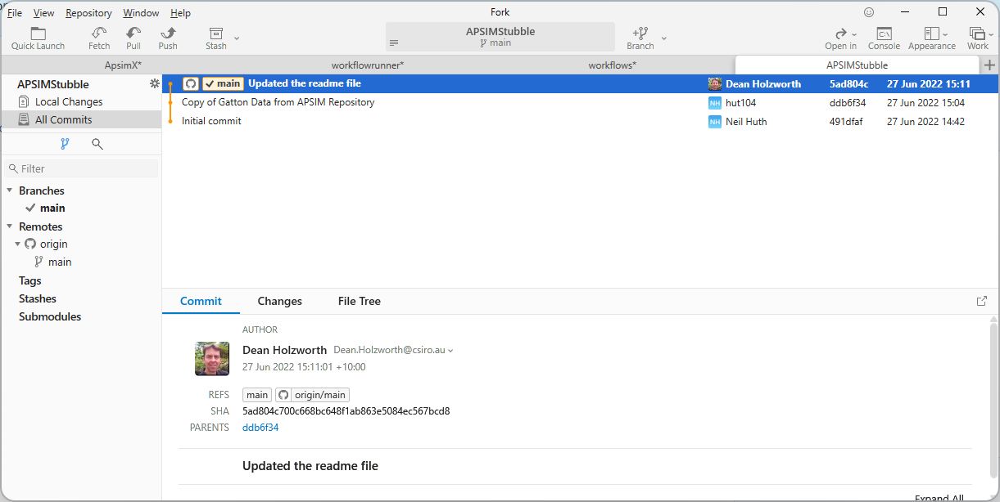 File View Repository Window Help
Fork
Quick Launch Fetch Pull Push Stash
APSIMStubble
main
Branch Open in C:\ Console Appearance Work
ApsimX* workflowrunner* workflows* APSIMStubble
APSIMStubble
Local Changes
All Commits
Filter
Branches
main
Remotes
origin
main
Tags
Stashes
Submodules
main Updated the readme file Dean Holzworth 5ad804c 27 Jun 2022 15:11
Copy of Gatton Data from APSIM Repository NH hut104 ddb6f34 27 Jun 2022 15:04
Initial commit NH Neil Huth 491dfaf 27 Jun 2022 14:42
Commit Changes File Tree
AUTHOR
Dean Holzworth Dean.Holzworth@csiro.au
27 Jun 2022 15:11:01 +10:00
REFS main origin/main
SHA 5ad804c700c668bc648f1ab863e5084ec567bcd8
PARENTS ddb6f34
Updated the readme file
Expand All